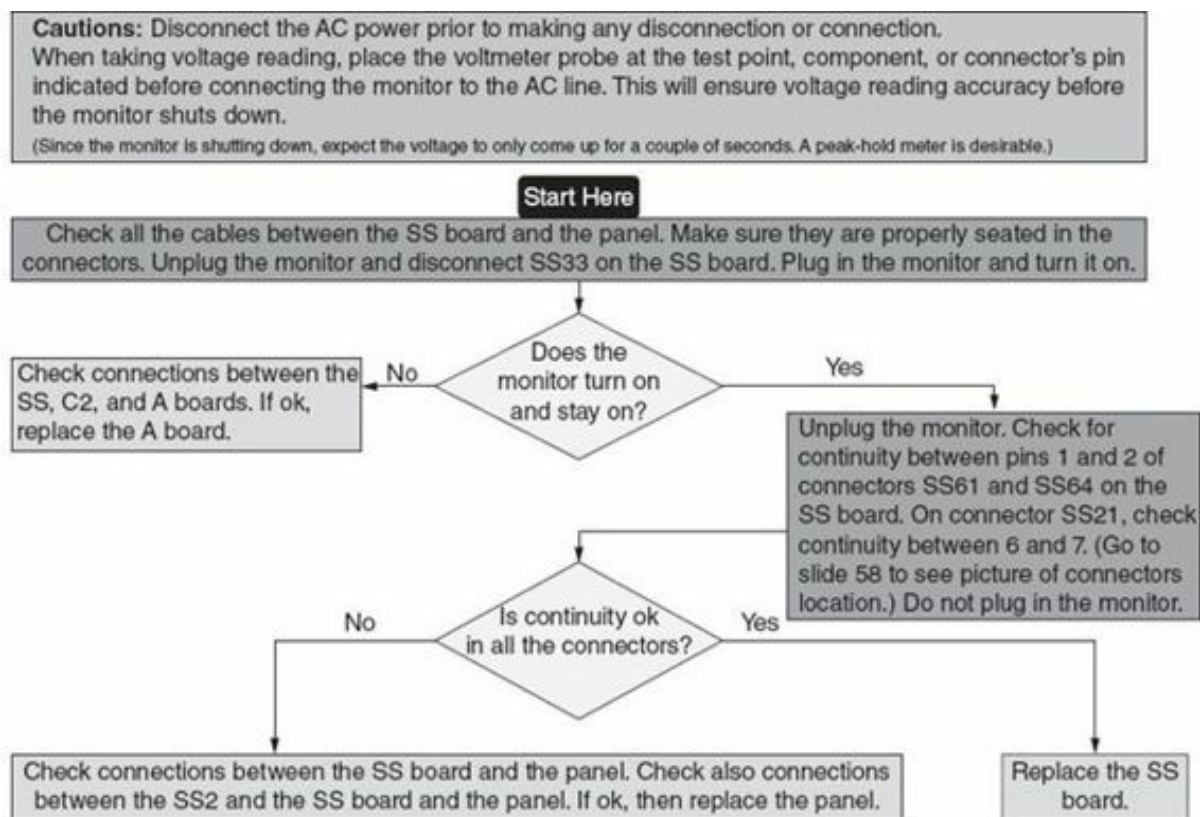 Cautions: Disconnect the AC power prior to making any disconnection or connection.
When taking voltage reading, place the voltmeter probe at the test point, component, or connector's pin
indicated before connecting the monitor to the AC line. This will ensure voltage reading accuracy before
the monitor shuts down.
(Since the monitor is shutting down, expect the voltage to only come up for a couple of seconds. A peak-hold meter is desirable.)
Start Here
Check all the cables between the SS board and the panel. Make sure they are properly seated in the
connectors. Unplug the monitor and disconnect SS33 on the SS board. Plug in the monitor and turn it on.
Does the
monitor turn on
and stay on?
No
Yes
Check connections between the
SS, C2, and A boards. If ok,
replace the A board.
Unplug the monitor. Check for
continuity between pins 1 and 2 of
connectors SS61 and SS64 on the
SS board. On connector SS21, check
continuity between 6 and 7. (Go to
slide 58 to see picture of connectors
location.) Do not plug in the monitor.
Is continuity ok
in all the connectors?
No
Yes
Check connections between the SS board and the panel. Check also connections
between the SS2 and the SS board and the panel. If ok, then replace the panel.
Replace the SS
board.